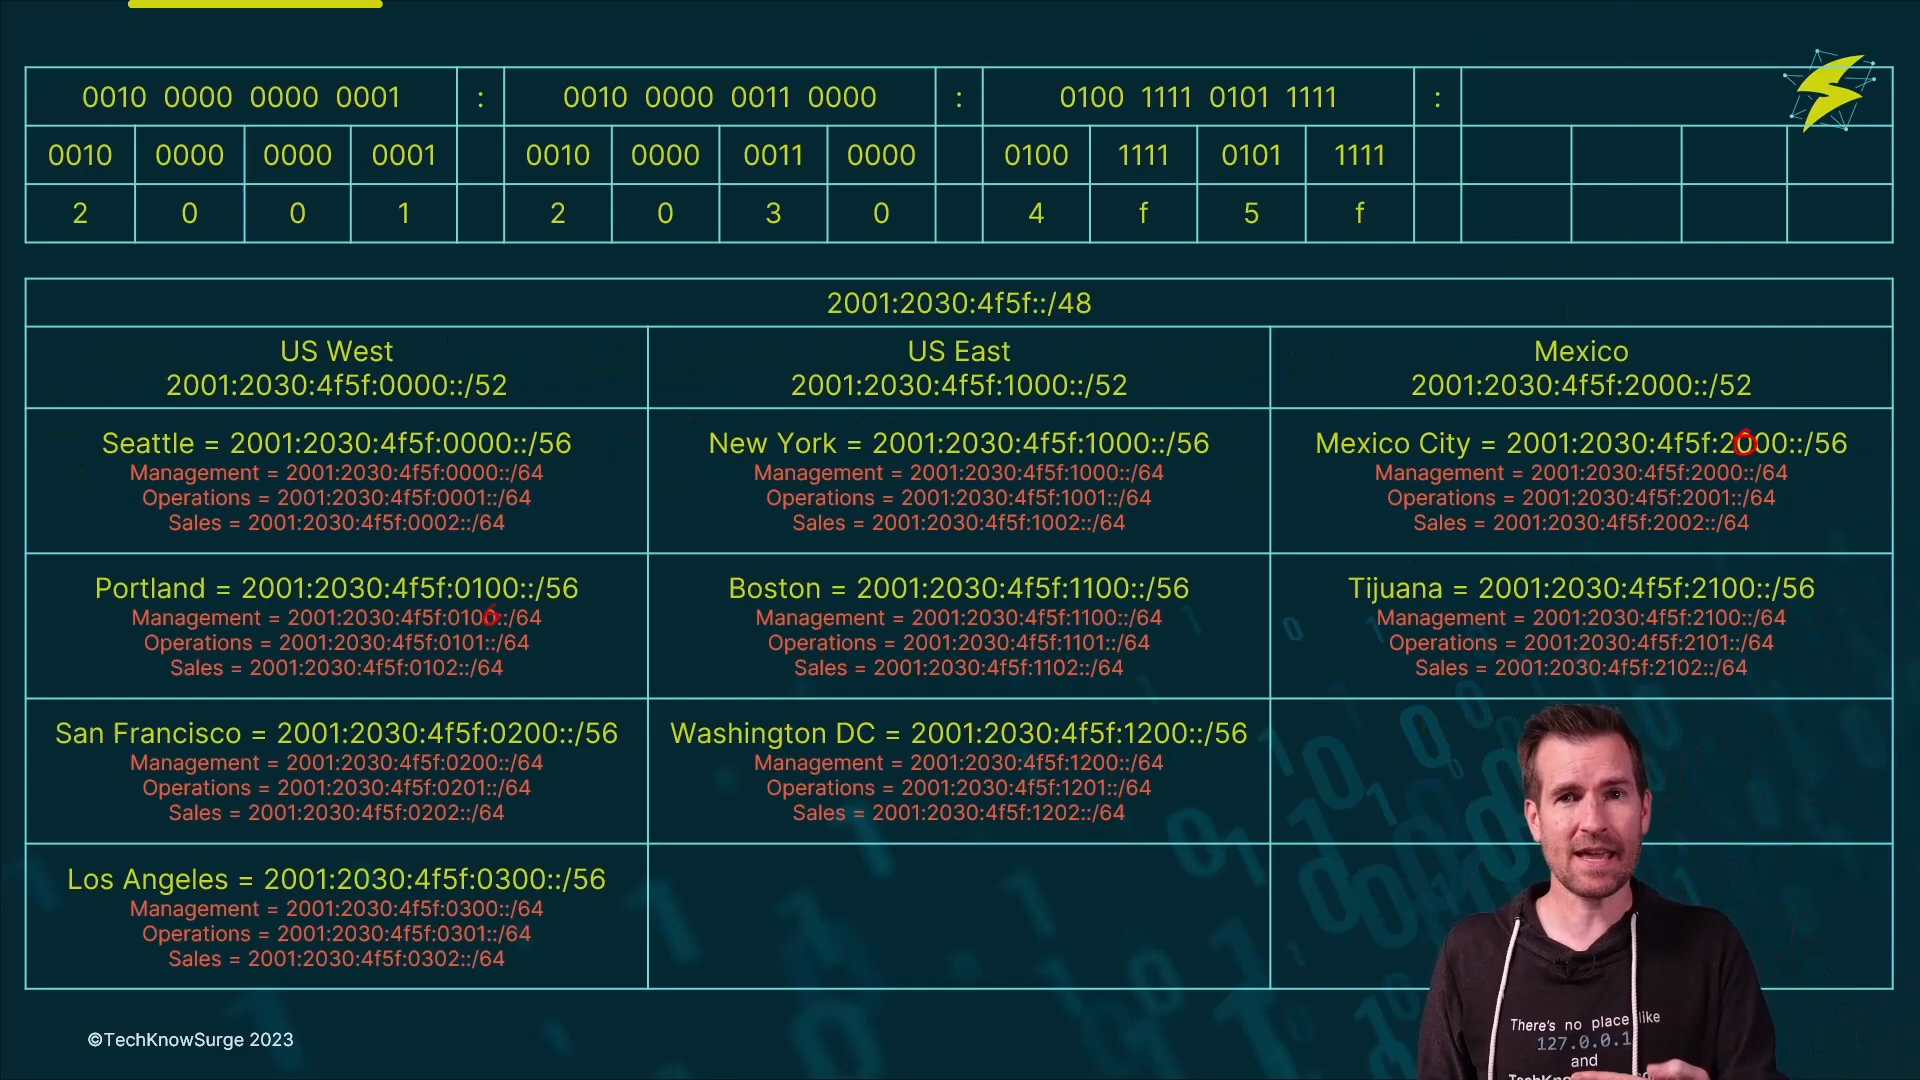 0010 0000 0000 0001 : 0010 0000 0011 0000 : 0100 1111 0101 1111 :
0010 0000 0000 0001 0010 0000 0011 0000 0100 1111 0101 1111
2 0 0 1 2 0 3 0 4 f 5 f
2001:2030:4f5f::/48
US West
2001:2030:4f5f:0000::/52
US East
2001:2030:4f5f:1000::/52
Mexico
2001:2030:4f5f:2000::/52
Seattle = 2001:2030:4f5f:0000::/56
Management = 2001:2030:4f5f:0000::/64
Operations = 2001:2030:4f5f:0001::/64
Sales = 2001:2030:4f5f:0002::/64
New York = 2001:2030:4f5f:1000::/56
Management = 2001:2030:4f5f:1000::/64
Operations = 2001:2030:4f5f:1001::/64
Sales = 2001:2030:4f5f:1002::/64
Mexico City = 2001:2030:4f5f:2000::/56
Management = 2001:2030:4f5f:2000::/64
Operations = 2001:2030:4f5f:2001::/64
Sales = 2001:2030:4f5f:2002::/64
Portland = 2001:2030:4f5f:0100::/56
Management = 2001:2030:4f5f:0100::/64
Operations = 2001:2030:4f5f:0101::/64
Sales = 2001:2030:4f5f:0102::/64
Boston = 2001:2030:4f5f:1100::/56
Management = 2001:2030:4f5f:1100::/64
Operations = 2001:2030:4f5f:1101::/64
Sales = 2001:2030:4f5f:1102::/64
Tijuana = 2001:2030:4f5f:2100::/56
Management = 2001:2030:4f5f:2100::/64
Operations = 2001:2030:4f5f:2101::/64
Sales = 2001:2030:4f5f:2102::/64
San Francisco = 2001:2030:4f5f:0200::/56
Management = 2001:2030:4f5f:0200::/64
Operations = 2001:2030:4f5f:0201::/64
Sales = 2001:2030:4f5f:0202::/64
Washington DC = 2001:2030:4f5f:1200::/56
Management = 2001:2030:4f5f:1200::/64
Operations = 2001:2030:4f5f:1201::/64
Sales = 2001:2030:4f5f:1202::/64
Los Angeles = 2001:2030:4f5f:0300::/56
Management = 2001:2030:4f5f:0300::/64
Operations = 2001:2030:4f5f:0301::/64
Sales = 2001:2030:4f5f:0302::/64
There's no place like
127.0.0.1
and
©TechKnowSurge 2023